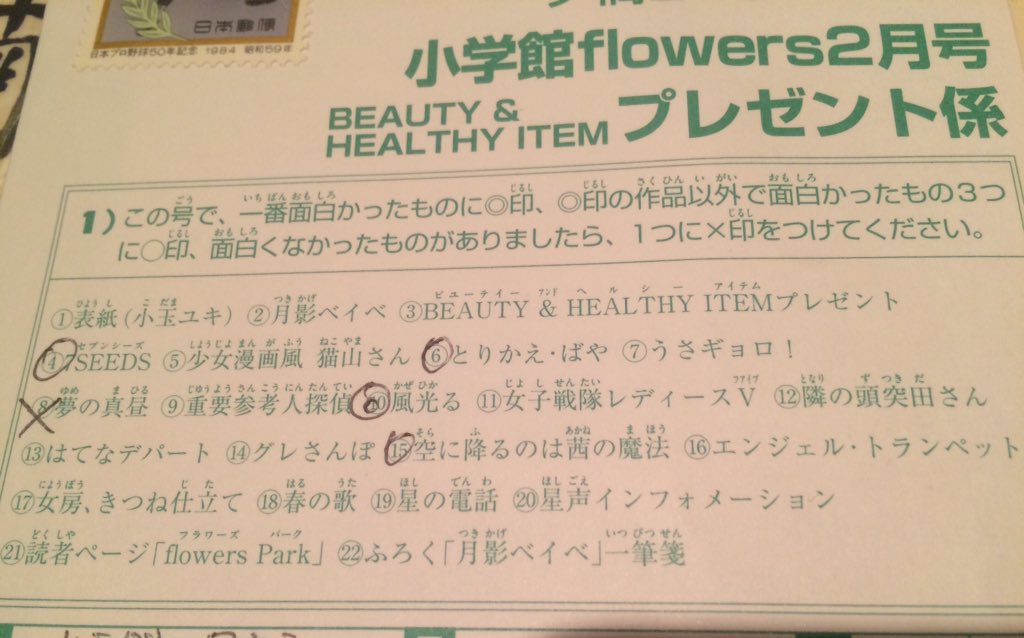 日本郵便
日本プロ野球50年記念 1984 昭和59年
小学館flowers2月号
BEAUTY &
HEALTHY ITEM プレゼント係
1)この号で、一番面白かったものに◎印、◎印の作品以外で面白かったもの3つ
に○印、面白くなかったものがありましたら、1つに×印をつけてください。
①表紙(小玉ユキ) ②月影ベイベ ③BEAUTY & HEALTHY ITEMプレゼント
④7SEEDS ⑤少女漫画風 猫山さん ⑥とりかえ・ばや ⑦うさギョロ!
⑧夢の真昼 ⑨重要参考人探偵 ⑩風光る ⑪女子戦隊レディースV ⑫隣の頭突田さん
⑬はてなデパート ⑭グレさんぽ ⑮空に降るのは茜の魔法 ⑯エンジェル・トランペット
⑰女房、きつね仕立て ⑱春の歌 ⑲星の電話 ⑳星声インフォメーション
㉑読者ページ「flowers Park」 ㉒ふろく「月影ベイベ」一筆箋